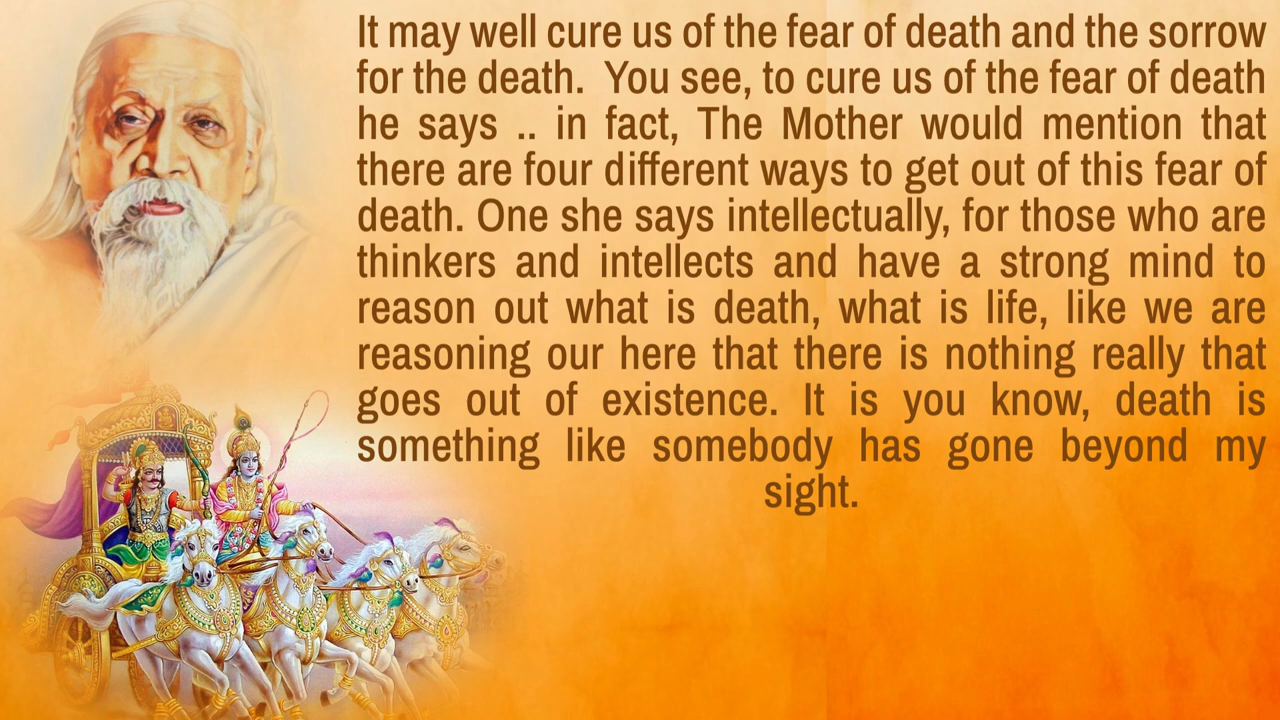 It may well cure us of the fear of death and the sorrow
for the death. You see, to cure us of the fear of death
he says .. in fact, The Mother would mention that
there are four different ways to get out of this fear of
death. One she says intellectually, for those who are
thinkers and intellects and have a strong mind to
reason out what is death, what is life, like we are
reasoning our here that there is nothing really that
goes out of existence. It is you know, death is
something like somebody has gone beyond my
sight.